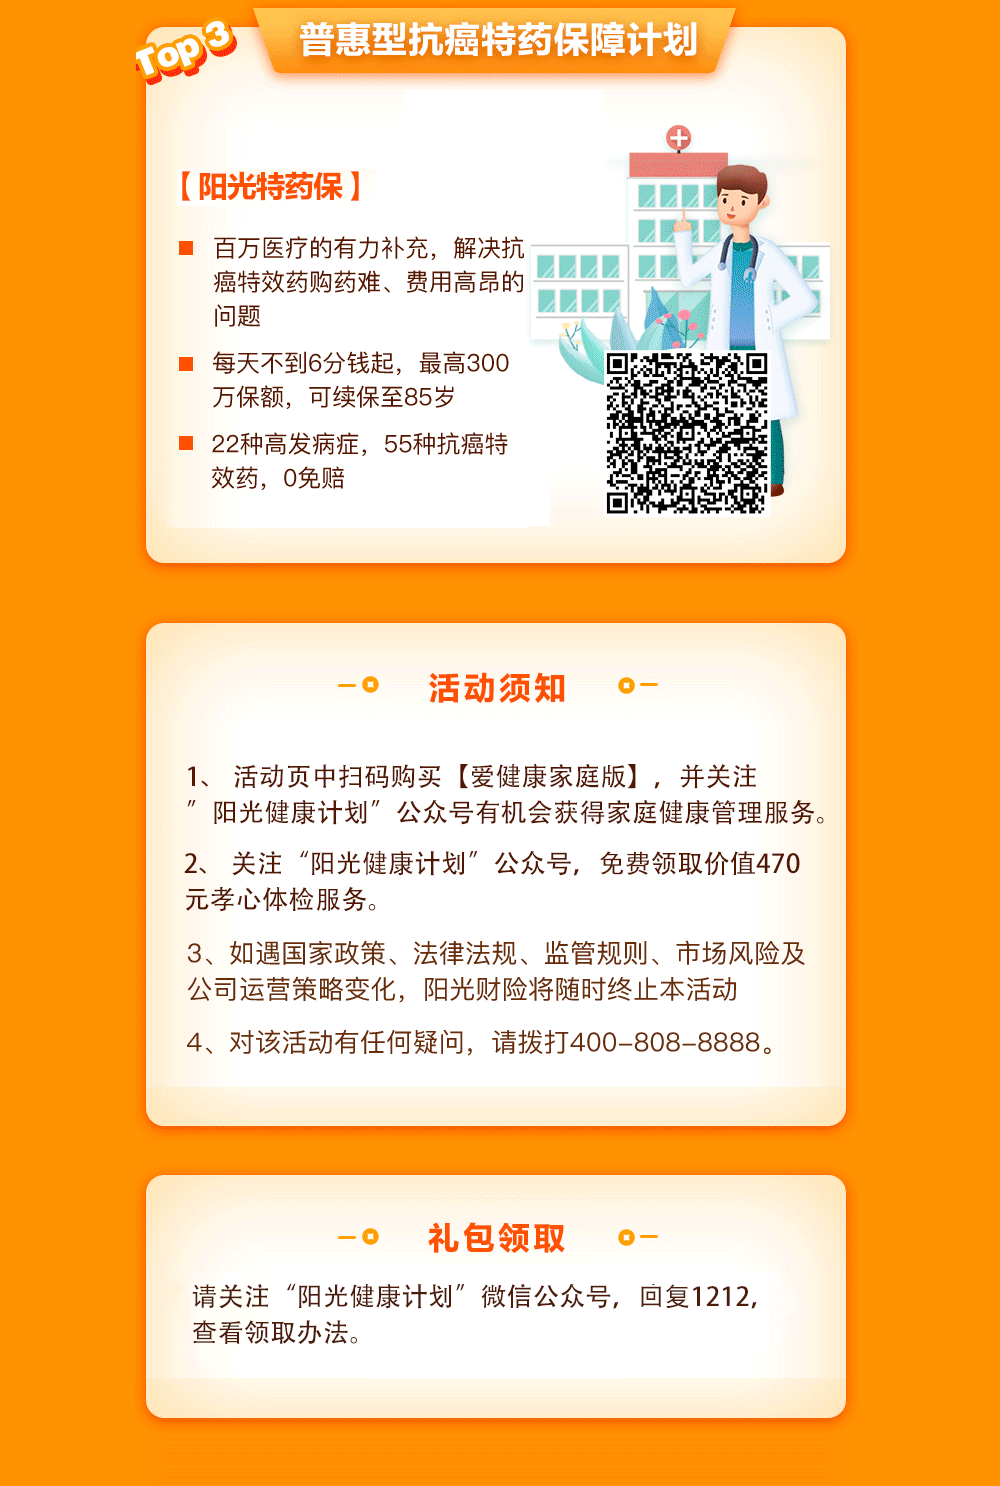 Top 3
普惠型抗癌特药保障计划
【阳光特药保】
百万医疗的有力补充，解决抗
癌特效药购药难、费用高昂的
问题
每天不到6分钱起，最高300
万保额，可续保至85岁
22种高发病症，55种抗癌特
效药，0免赔
活动须知
1、 活动页中扫码购买【爱健康家庭版】，并关注
”阳光健康计划”公众号有机会获得家庭健康管理服务。
2、 关注“阳光健康计划”公众号，免费领取价值470
元孝心体检服务。
3、如遇国家政策、法律法规、监管规则、市场风险及
公司运营策略变化，阳光财险将随时终止本活动
4、对该活动有任何疑问，请拨打400-808-8888。
礼包领取
请关注“阳光健康计划”微信公众号，回复1212,
查看领取办法。